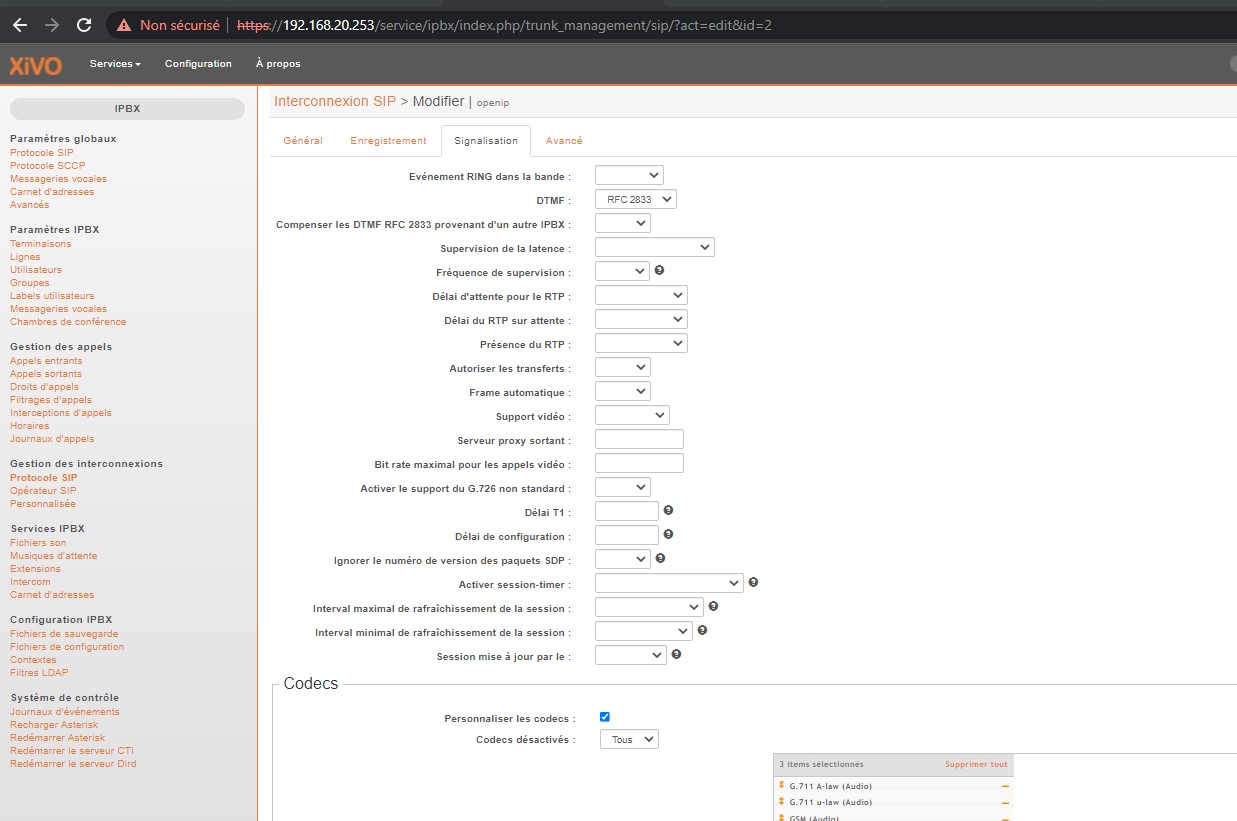 Non sécurisé https://192.168.20.253/service/ipbx/index.php/trunk_management/sip/?act=edit&id=2
XiVO Services Configuration À propos
IPBX
Paramètres globaux
Protocole SIP
Protocole SCCP
Messageries vocales
Carnet d'adresses
Avancés
Paramètres IPBX
Terminaisons
Lignes
Utilisateurs
Groupes
Labels utilisateurs
Messageries vocales
Chambres de conférence
Gestion des appels
Appels entrants
Appels sortants
Droits d'appels
Filtrages d'appels
Interceptions d'appels
Horaires
Journaux d'appels
Gestion des interconnexions
Protocole SIP
Opérateur SIP
Personnalisée
Services IPBX
Fichiers son
Musiques d'attente
Extensions
Intercom
Carnet d'adresses
Configuration IPBX
Fichiers de sauvegarde
Fichiers de configuration
Contextes
Filtres LDAP
Système de contrôle
Journaux d'événements
Recharger Asterisk
Redémarrer Asterisk
Redémarrer le serveur CTI
Redémarrer le serveur Dird
Interconnexion SIP > Modifier | openip
Général Enregistrement Signalisation Avancé
Evénement RING dans la bande :
DTMF : RFC 2833
Compenser les DTMF RFC 2833 provenant d'un autre IPBX :
Supervision de la latence :
Fréquence de supervision :
Délai d'attente pour le RTP :
Délai du RTP sur attente :
Présence du RTP :
Autoriser les transferts :
Frame automatique :
Support vidéo :
Serveur proxy sortant :
Bit rate maximal pour les appels vidéo :
Activer le support du G.726 non standard :
Délai T1 :
Délai de configuration :
Ignorer le numéro de version des paquets SDP :
Activer session-timer :
Interval maximal de rafraîchissement de la session :
Interval minimal de rafraîchissement de la session :
Session mise à jour par le :
Codecs
Personnaliser les codecs :
Codecs désactivés : Tous
3 items sélectionnés Supprimer tout
G.711 A-law (Audio)
G.711 u-law (Audio)
GSM (Audio)